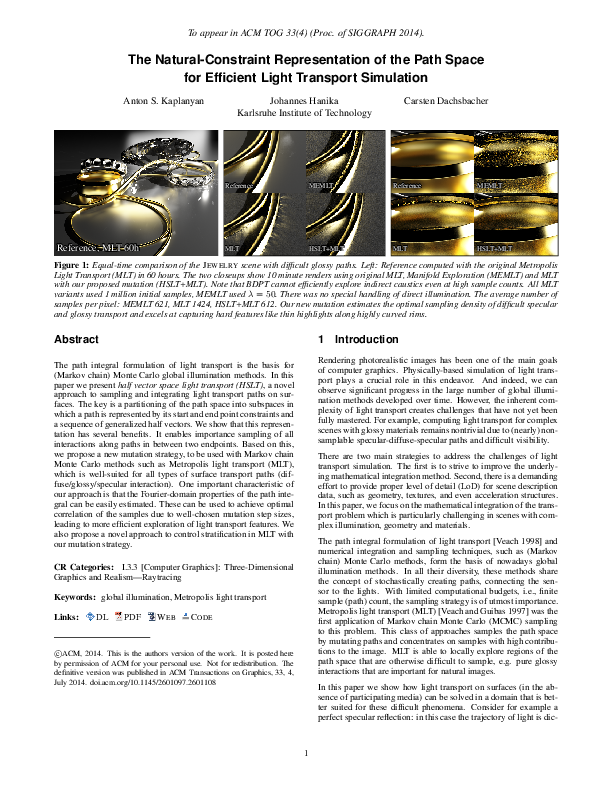 To appear in ACM TOG 33(4) (Proc. of SIGGRAPH 2014).
The Natural-Constraint Representation of the Path Space
for Efficient Light Transport Simulation
Anton S. Kaplanyan Johannes Hanika Carsten Dachsbacher
Karlsruhe Institute of Technology
Reference: MLT 60h
Reference
MEMLT
MLT
HSLT+MLT
Reference
MEMLT
MLT
HSLT+MLT
Figure 1: Equal-time comparison of the JEWELRY scene with difficult glossy paths. Left: Reference computed with the original Metropolis
Light Transport (MLT) in 60 hours. The two closeups show 10 minute renders using original MLT, Manifold Exploration (MEMLT) and MLT
with our proposed mutation (HSLT+MLT). Note that BDPT cannot efficiently explore indirect caustics even at high sample counts. All MLT
variants used 1 million initial samples, MEMLT used λ = 50. There was no special handling of direct illumination. The average number of
samples per pixel: MEMLT 621, MLT 1424, HSLT+MLT 612. Our new mutation estimates the optimal sampling density of difficult specular
and glossy transport and excels at capturing hard features like thin highlights along highly curved rims.
Abstract
The path integral formulation of light transport is the basis for
(Markov chain) Monte Carlo global illumination methods. In this
paper we present half vector space light transport (HSLT), a novel
approach to sampling and integrating light transport paths on sur-
faces. The key is a partitioning of the path space into subspaces in
which a path is represented by its start and end point constraints and
a sequence of generalized half vectors. We show that this represen-
tation has several benefits. It enables importance sampling of all
interactions along paths in between two endpoints. Based on this,
we propose a new mutation strategy, to be used with Markov chain
Monte Carlo methods such as Metropolis light transport (MLT),
which is well-suited for all types of surface transport paths (dif-
fuse/glossy/specular interaction). One important characteristic of
our approach is that the Fourier-domain properties of the path inte-
gral can be easily estimated. These can be used to achieve optimal
correlation of the samples due to well-chosen mutation step sizes,
leading to more efficient exploration of light transport features. We
also propose a novel approach to control stratification in MLT with
our mutation strategy.
CR Categories: I.3.3 [Computer Graphics]: Three-Dimensional
Graphics and Realism—Raytracing
Keywords: global illumination, Metropolis light transport
Links: DL PDF WEB CODE
©ACM, 2014. This is the authors version of the work. It is posted here
by permission of ACM for your personal use. Not for redistribution. The
definitive version was published in ACM Transactions on Graphics, 33, 4,
July 2014. doi.acm.org/10.1145/2601097.2601108
1 Introduction
Rendering photorealistic images has been one of the main goals
of computer graphics. Physically-based simulation of light trans-
port plays a crucial role in this endeavor. And indeed, we can
observe significant progress in the large number of global illumi-
nation methods developed over time. However, the inherent com-
plexity of light transport creates challenges that have not yet been
fully mastered. For example, computing light transport for complex
scenes with glossy materials remains nontrivial due to (nearly) non-
samplable specular-diffuse-specular paths and difficult visibility.
There are two main strategies to address the challenges of light
transport simulation. The first is to strive to improve the underly-
ing mathematical integration method. Second, there is a demanding
effort to provide proper level of detail (LoD) for scene description
data, such as geometry, textures, and even acceleration structures.
In this paper, we focus on the mathematical integration of the trans-
port problem which is particularly challenging in scenes with com-
plex illumination, geometry and materials.
The path integral formulation of light transport [Veach 1998] and
numerical integration and sampling techniques, such as (Markov
chain) Monte Carlo, form the basis of nowadays global
illumination methods. In all their diversity, these methods share
the concept of stochastically creating paths, connecting the sen-
sor to the lights. With limited computational budgets, i.e., finite
sample (path) count, the sampling strategy is of utmost importance.
Metropolis light transport (MLT) [Veach and Guibas 1997] was the
first application of Markov chain Monte Carlo (MCMC) sampling
to this problem. This class of approaches samples the path space
by mutating paths and concentrates on samples with high contribu-
tions to the image. MLT is able to locally explore regions of the
path space that are otherwise difficult to sample, e.g. pure glossy
interactions that are important for natural images.
In this paper we show how light transport on surfaces (in the ab-
sence of participating media) can be solved in a domain that is bet-
ter suited for these difficult phenomena. Consider for example a
perfect specular reflection: in this case the trajectory of light is dic-
1